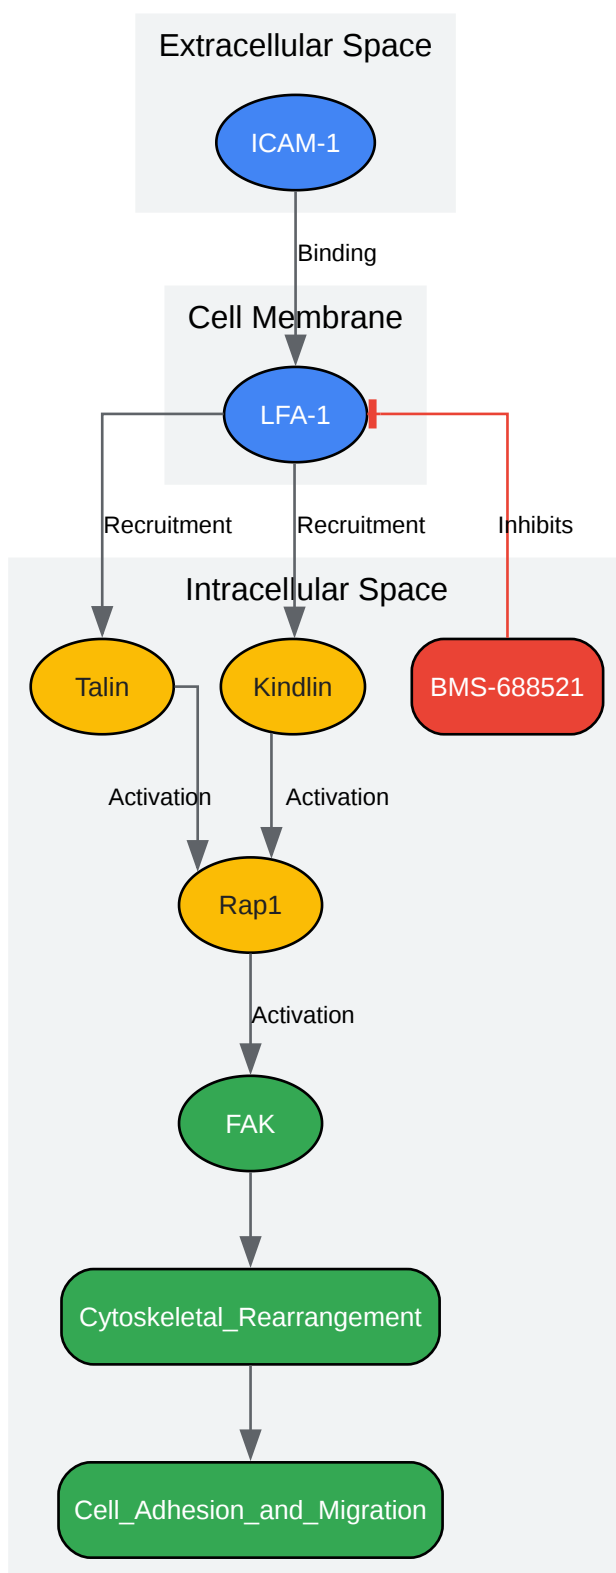 Extracellular Space
ICAM-1
Binding
Cell Membrane
LFA-1
Recruitment
Recruitment
Inhibits
Intracellular Space
Talin
Kindlin
BMS-688521
Activation
Activation
Rap1
Activation
FAK
Cytoskeletal_Rearrangement
Cell_Adhesion_and_Migration